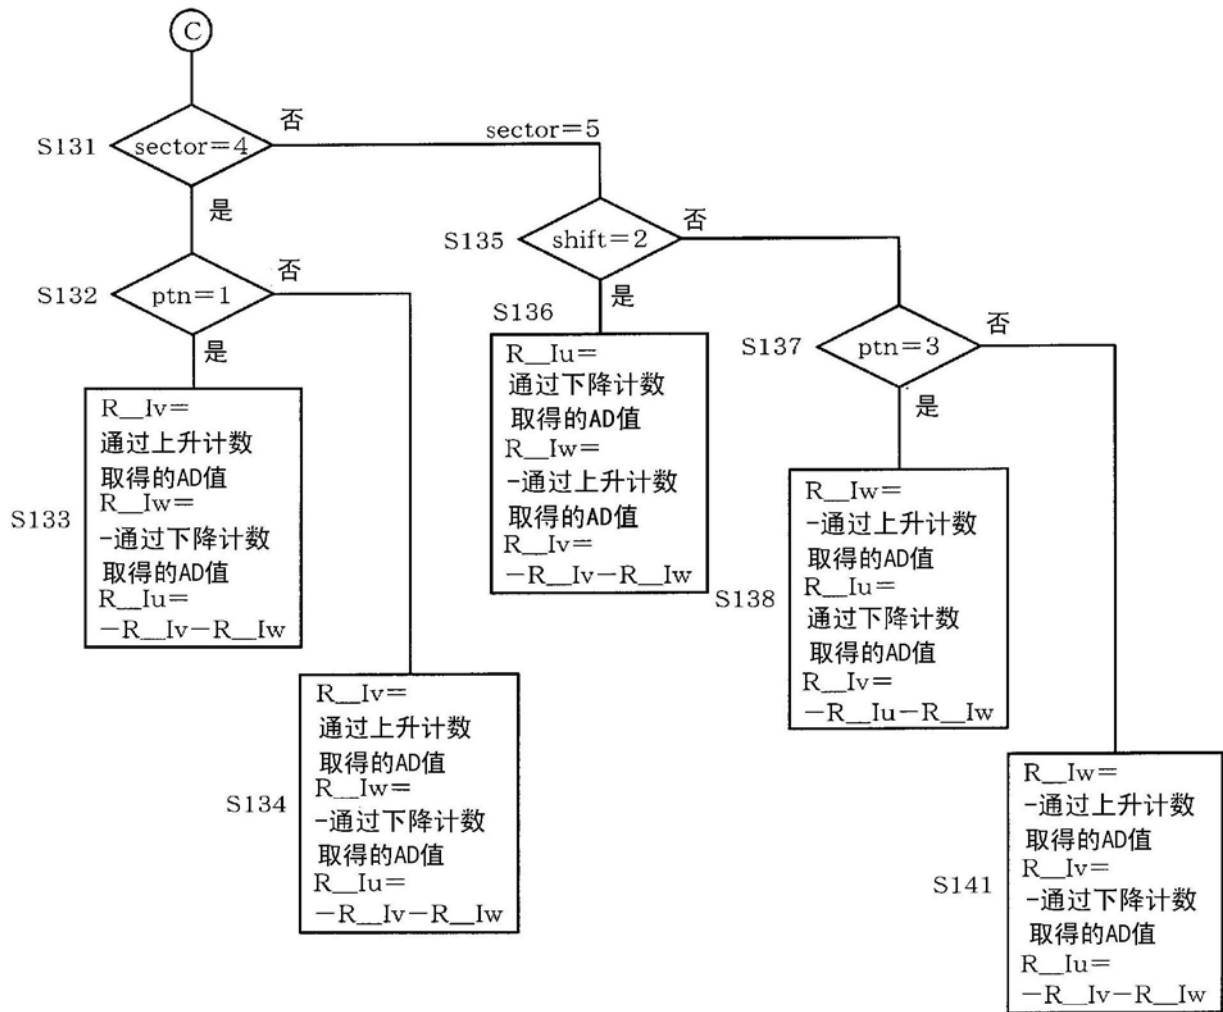 C
否
S131
sector=4
sector=5
是
否
S135
shift=2
否
S132
ptn=1
是
S136
是
S137
ptn=3
否
是
S133
R__Iv=
通过上升计数
取得的AD值
R__Iw=
-通过下降计数
取得的AD值
R__Iu=
-R__Iv-R__Iw
R__Iu=
通过下降计数
取得的AD值
R__Iw=
-通过上升计数
取得的AD值
R__Iv=
-R__Iv-R__Iw
S138
R__Iw=
-通过上升计数
取得的AD值
R__Iu=
通过下降计数
取得的AD值
R__Iv=
-R__Iu-R__Iw
S134
R__Iv=
通过上升计数
取得的AD值
R__Iw=
-通过下降计数
取得的AD值
R__Iu=
-R__Iv-R__Iw
S141
R__Iw=
-通过上升计数
取得的AD值
R__Iv=
-通过下降计数
取得的AD值
R__Iu=
-R__Iv-R__Iw